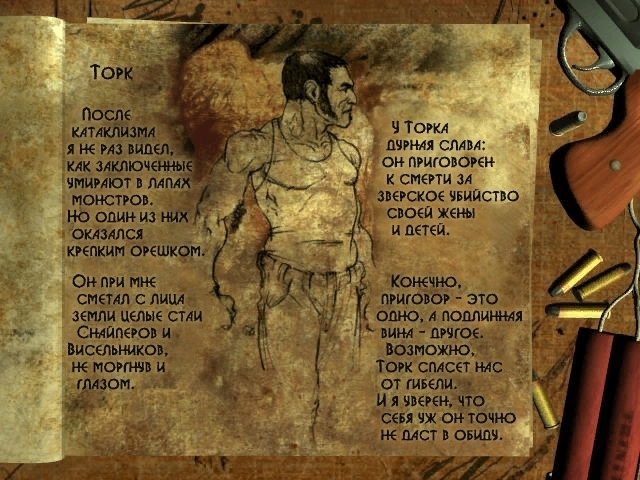 Торк
После
катаклизма
я не раз видел,
как заключенные
умирают в лапах
монстров.
Но один из них
оказался
крепким орешком.
Он при мне
сметал с лица
земли целые стаи
Снайперов и
Висельников,
не моргнув и
глазом.
У Торка
дурная слава:
он приговорен
к смерти за
зверское убийство
своей жены
и детей.
Конечно,
приговор - это
одно, а подлинная
вина - другое.
Возможно,
Торк спасет нас
от гибели.
И я уверен, что
себя уж он точно
не даст в обиду.